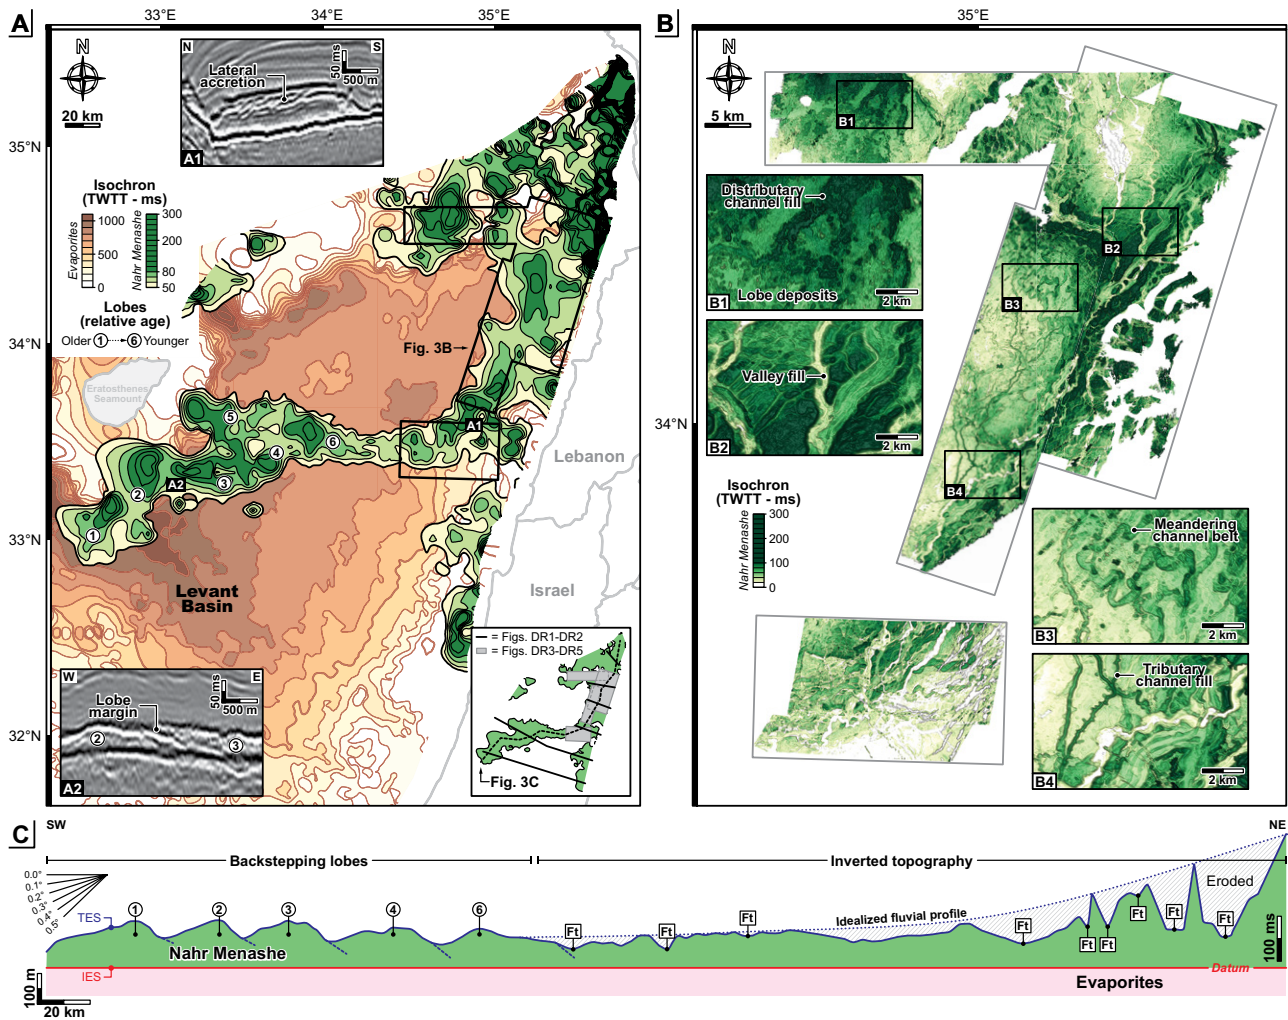 A
33°E
34°E
35°E
N
20 km
N
S
Lateral
accretion
50 ms
500 m
A1
35°N
34°N
33°N
32°N
Isochron
(TWTT - ms)
Evaporites
1000
500
0
Nahr Menashe
300
200
80
50
Lobes
(relative age)
Older 1 6 Younger
Eratosthenes
Seamount
Fig. 3B
A1
5
6
4
A2
3
2
1
Levant
Basin
Lebanon
Israel
W
E
50 ms
500 m
Lobe
margin
2
3
A2
= Figs. DR1-DR2
= Figs. DR3-DR5
Fig. 3C
B
35°E
N
5 km
34°N
B1
B2
B3
B4
Distributary
channel fill
Lobe deposits
B1
2 km
Valley fill
B2
2 km
Isochron
(TWTT - ms)
Nahr Menashe
300
200
100
0
Meandering
channel belt
B3
2 km
Tributary
channel fill
B4
2 km
C
SW
NE
Backstepping lobes
Inverted topography
0.0°
0.1°
0.2°
0.3°
0.4°
0.5°
TES
1
2
3
4
6
Ft
Ft
Ft
Idealized fluvial profile
Ft
Ft
Ft
Ft
Ft
Ft
Eroded
Nahr Menashe
100 ms
IES
Datum
Evaporites
100 m
20 km